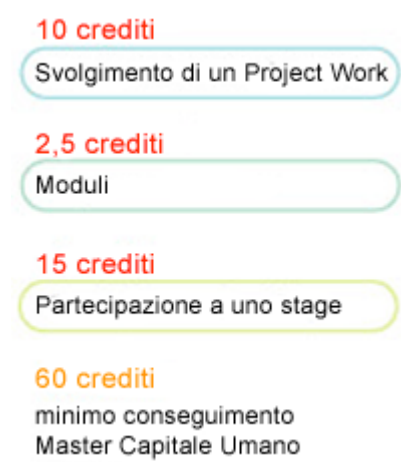 10 crediti
Svolgimento di un Project Work
2,5 crediti
Moduli
15 crediti
Partecipazione a uno stage
60 crediti
minimo conseguimento
Master Capitale Umano